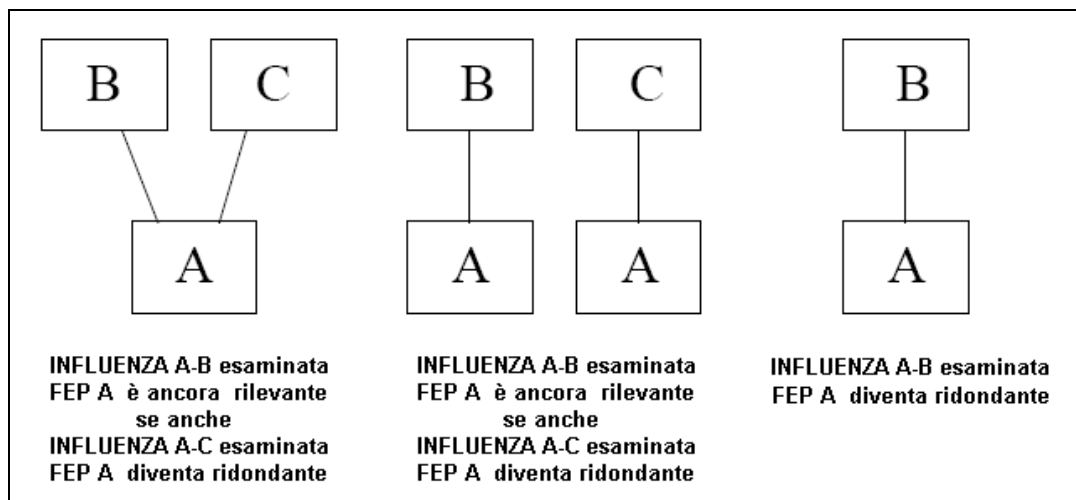 B C B C B
A A A A
INFLUENZA A-B esaminata
FEP A è ancora rilevante
se anche
INFLUENZA A-C esaminata
FEP A diventa ridondante
INFLUENZA A-B esaminata
FEP A è ancora rilevante
se anche
INFLUENZA A-C esaminata
FEP A diventa ridondante
INFLUENZA A-B esaminata
FEP A diventa ridondante